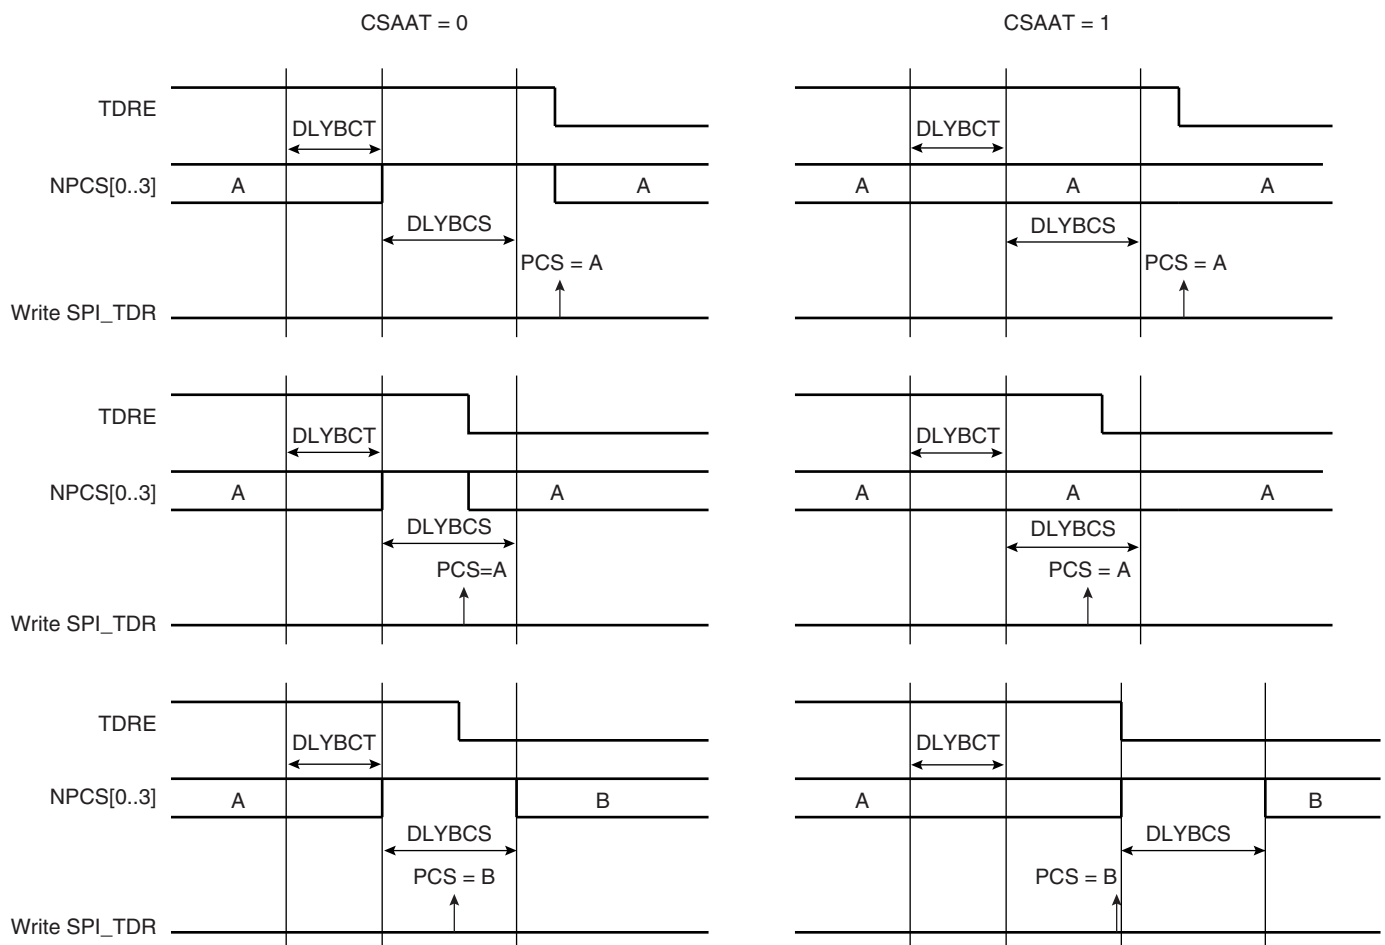 CSAAT = 0
CSAAT = 1
TDRE
DLYBCT
DLYBCT
NPCS[0..3]
A
A
A
A
A
DLYBCS
DLYBCS
PCS = A
PCS = A
Write SPI_TDR
TDRE
DLYBCT
DLYBCT
NPCS[0..3]
A
A
A
A
A
DLYBCS
DLYBCS
PCS=A
PCS = A
Write SPI_TDR
TDRE
DLYBCT
DLYBCT
NPCS[0..3]
A
B
A
B
DLYBCS
DLYBCS
PCS = B
PCS = B
Write SPI_TDR